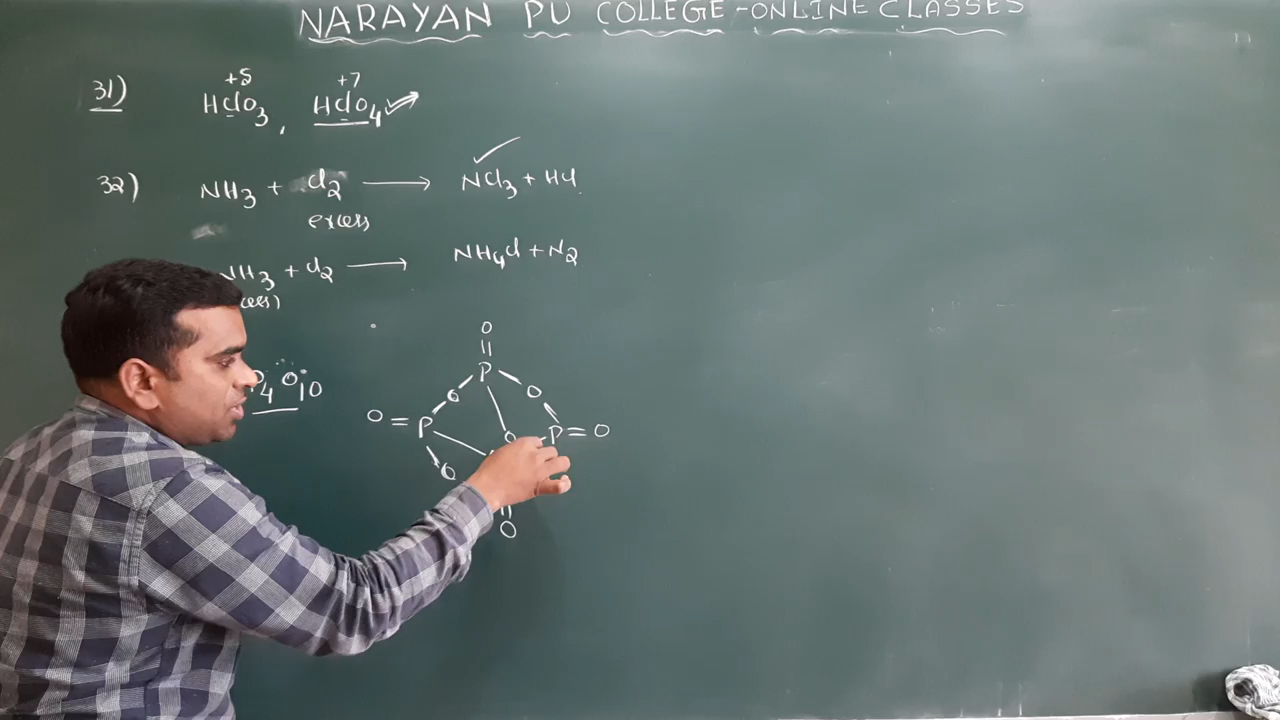 NARAYAN PU COLLEGE - ONLINE CLASSES
31) +5 +7
HClO3, HClO4
32) NH3 + Cl2 → NCl3 + HCl
excess
NH3 + Cl2 → NH4Cl + N2
P4O10
O
P
O O
O = P P = O
O
O
O